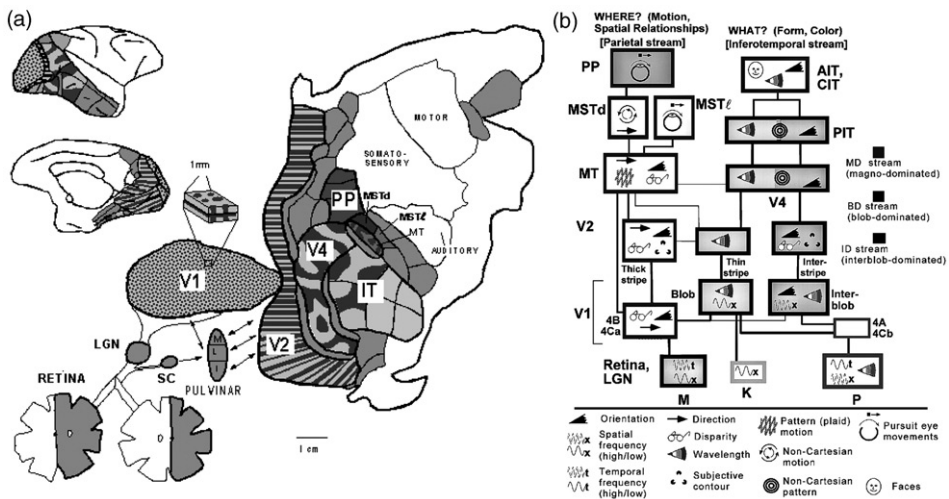 (a)
1mm
V1
LGN
RETINA
SC
M
L
I
PULVINAR
V2
V4
PP
IT
MSTd
MSTℓ
MT
MOTOR
SOMATO-
SENSORY
AUDITORY
1 cm
(b)
WHERE? (Motion,
Spatial Relationships)
[Parietal stream]
WHAT? (Form, Color)
[Inferotemporal stream]
PP
AIT,
CIT
MSTd
MSTℓ
PIT
MT
V4
MD stream
(magno-dominated)
BD stream
(blob-dominated)
ID stream
(interblob-dominated)
V2
Thick
stripe
Thin
stripe
Inter-
stripe
V1
Blob
x
x
Inter-
blob
4B
4Ca
4A
4Cb
Retina,
LGN
t
x
x
t
x
M
K
P
Orientation
Direction
Pattern (plaid)
motion
Pursuit eye
movements
x
x
Spatial
frequency
(high/low)
Disparity
Wavelength
Non-Cartesian
motion
t
t
Temporal
frequency
(high/low)
Subjective
contour
Non-Cartesian
pattern
Faces